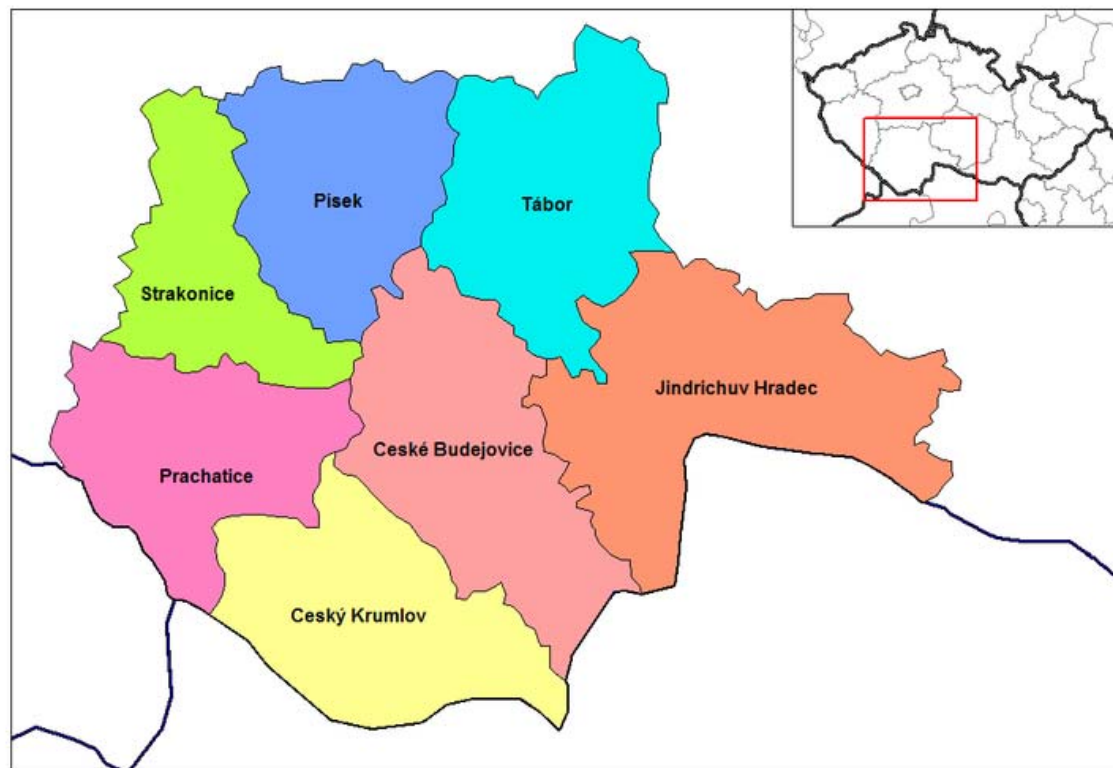 Pisek
Tábor
Strakonice
Jindrichuv Hradec
Ceské Budejovice
Prachatice
Ceský Krumlov